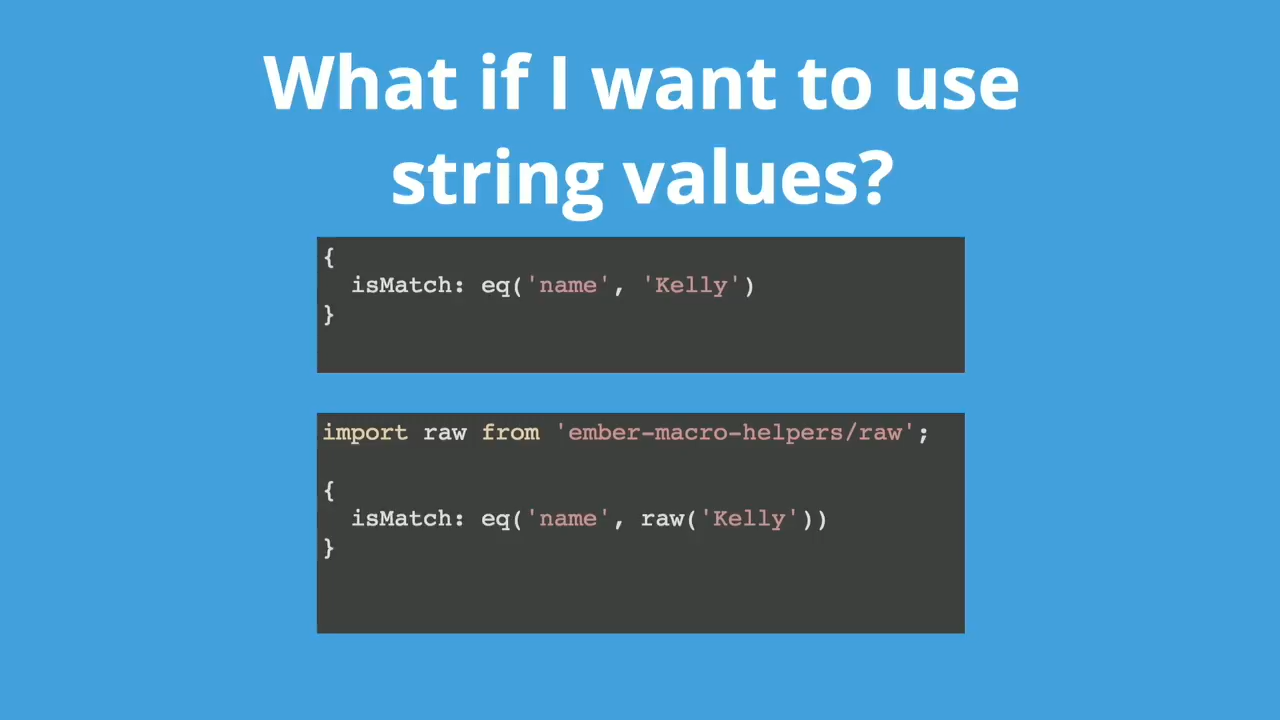 What if I want to use
string values?
{
  isMatch: eq('name', 'Kelly')
}
import raw from 'ember-macro-helpers/raw';
{
  isMatch: eq('name', raw('Kelly'))
}